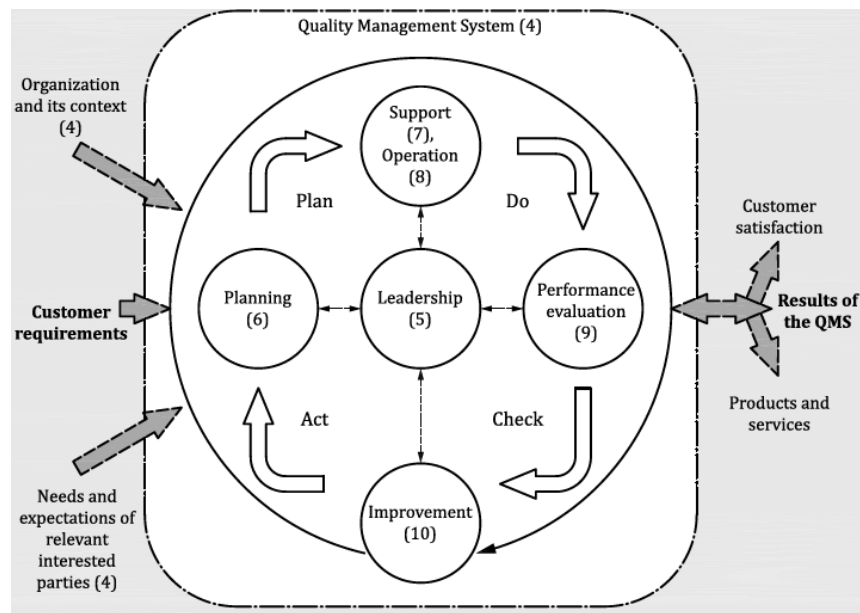 Quality Management System (4)
Organization
and its context
(4)
Support
(7),
Operation
(8)
Plan
Do
Customer
satisfaction
Planning
(6)
Leadership
(5)
Performance
evaluation
(9)
Customer
requirements
Results of
the QMS
Act
Check
Products and
services
Needs and
expectations of
relevant
interested
parties (4)
Improvement
(10)